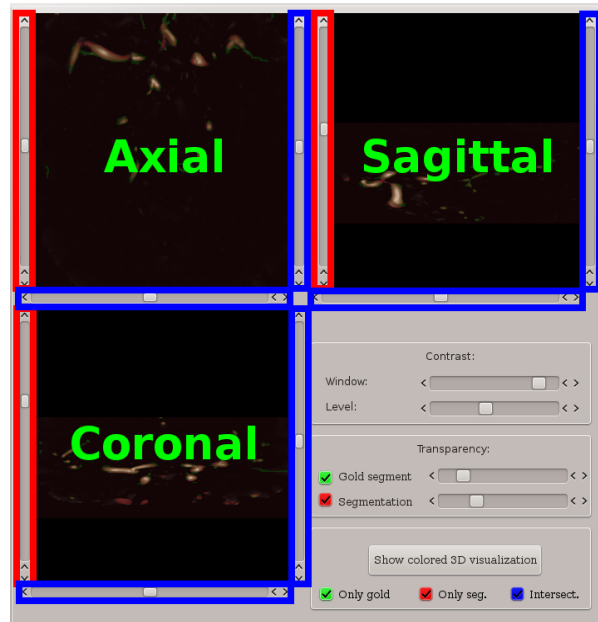 Axial
Sagittal
Coronal
Contrast:
Window:
Level:
Transparency:
Gold segment
Segmentation
Show colored 3D visualization
Only gold Only seg. Intersect.